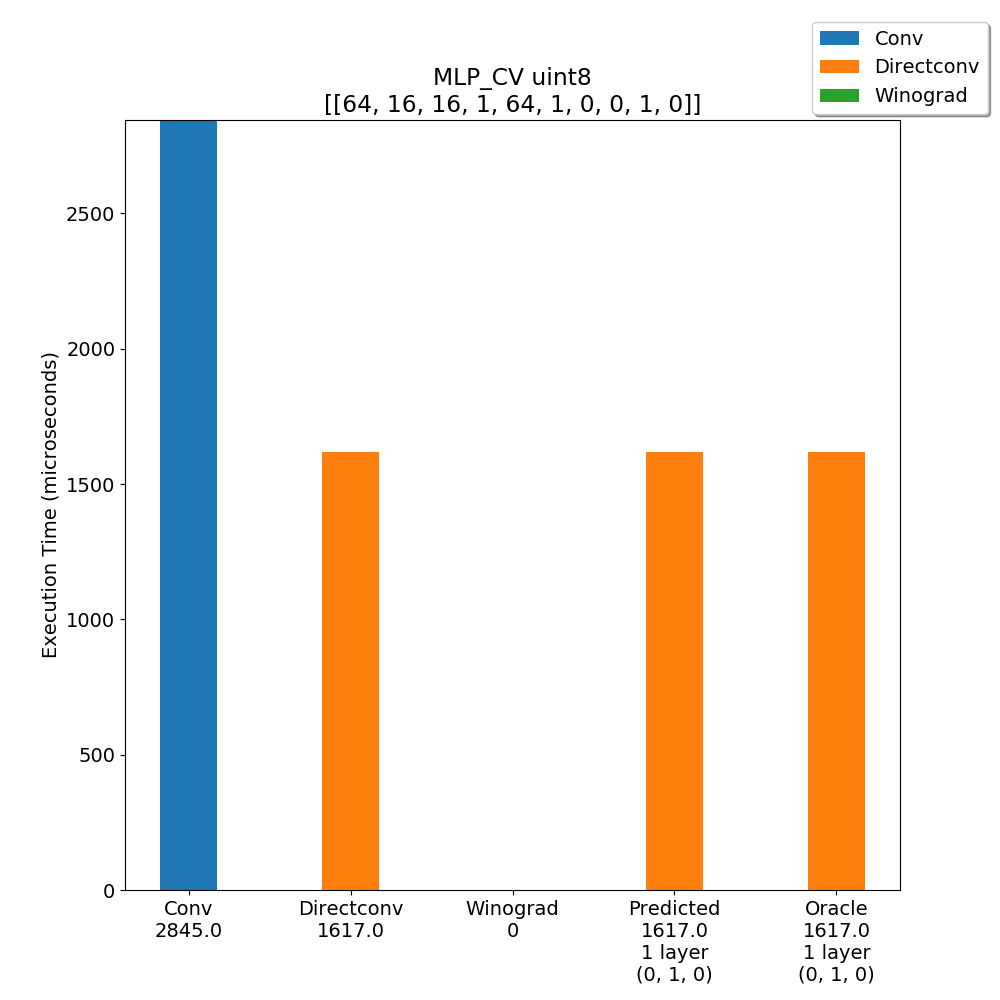 Conv
Directconv
Winograd
MLP_CV uint8
[[64, 16, 16, 1, 64, 1, 0, 0, 1, 0]]
Execution Time (microseconds)
2500
2000
1500
1000
500
0
Conv
2845.0
Directconv
1617.0
Winograd
0
Predicted
1617.0
1 layer
(0, 1, 0)
Oracle
1617.0
1 layer
(0, 1, 0)